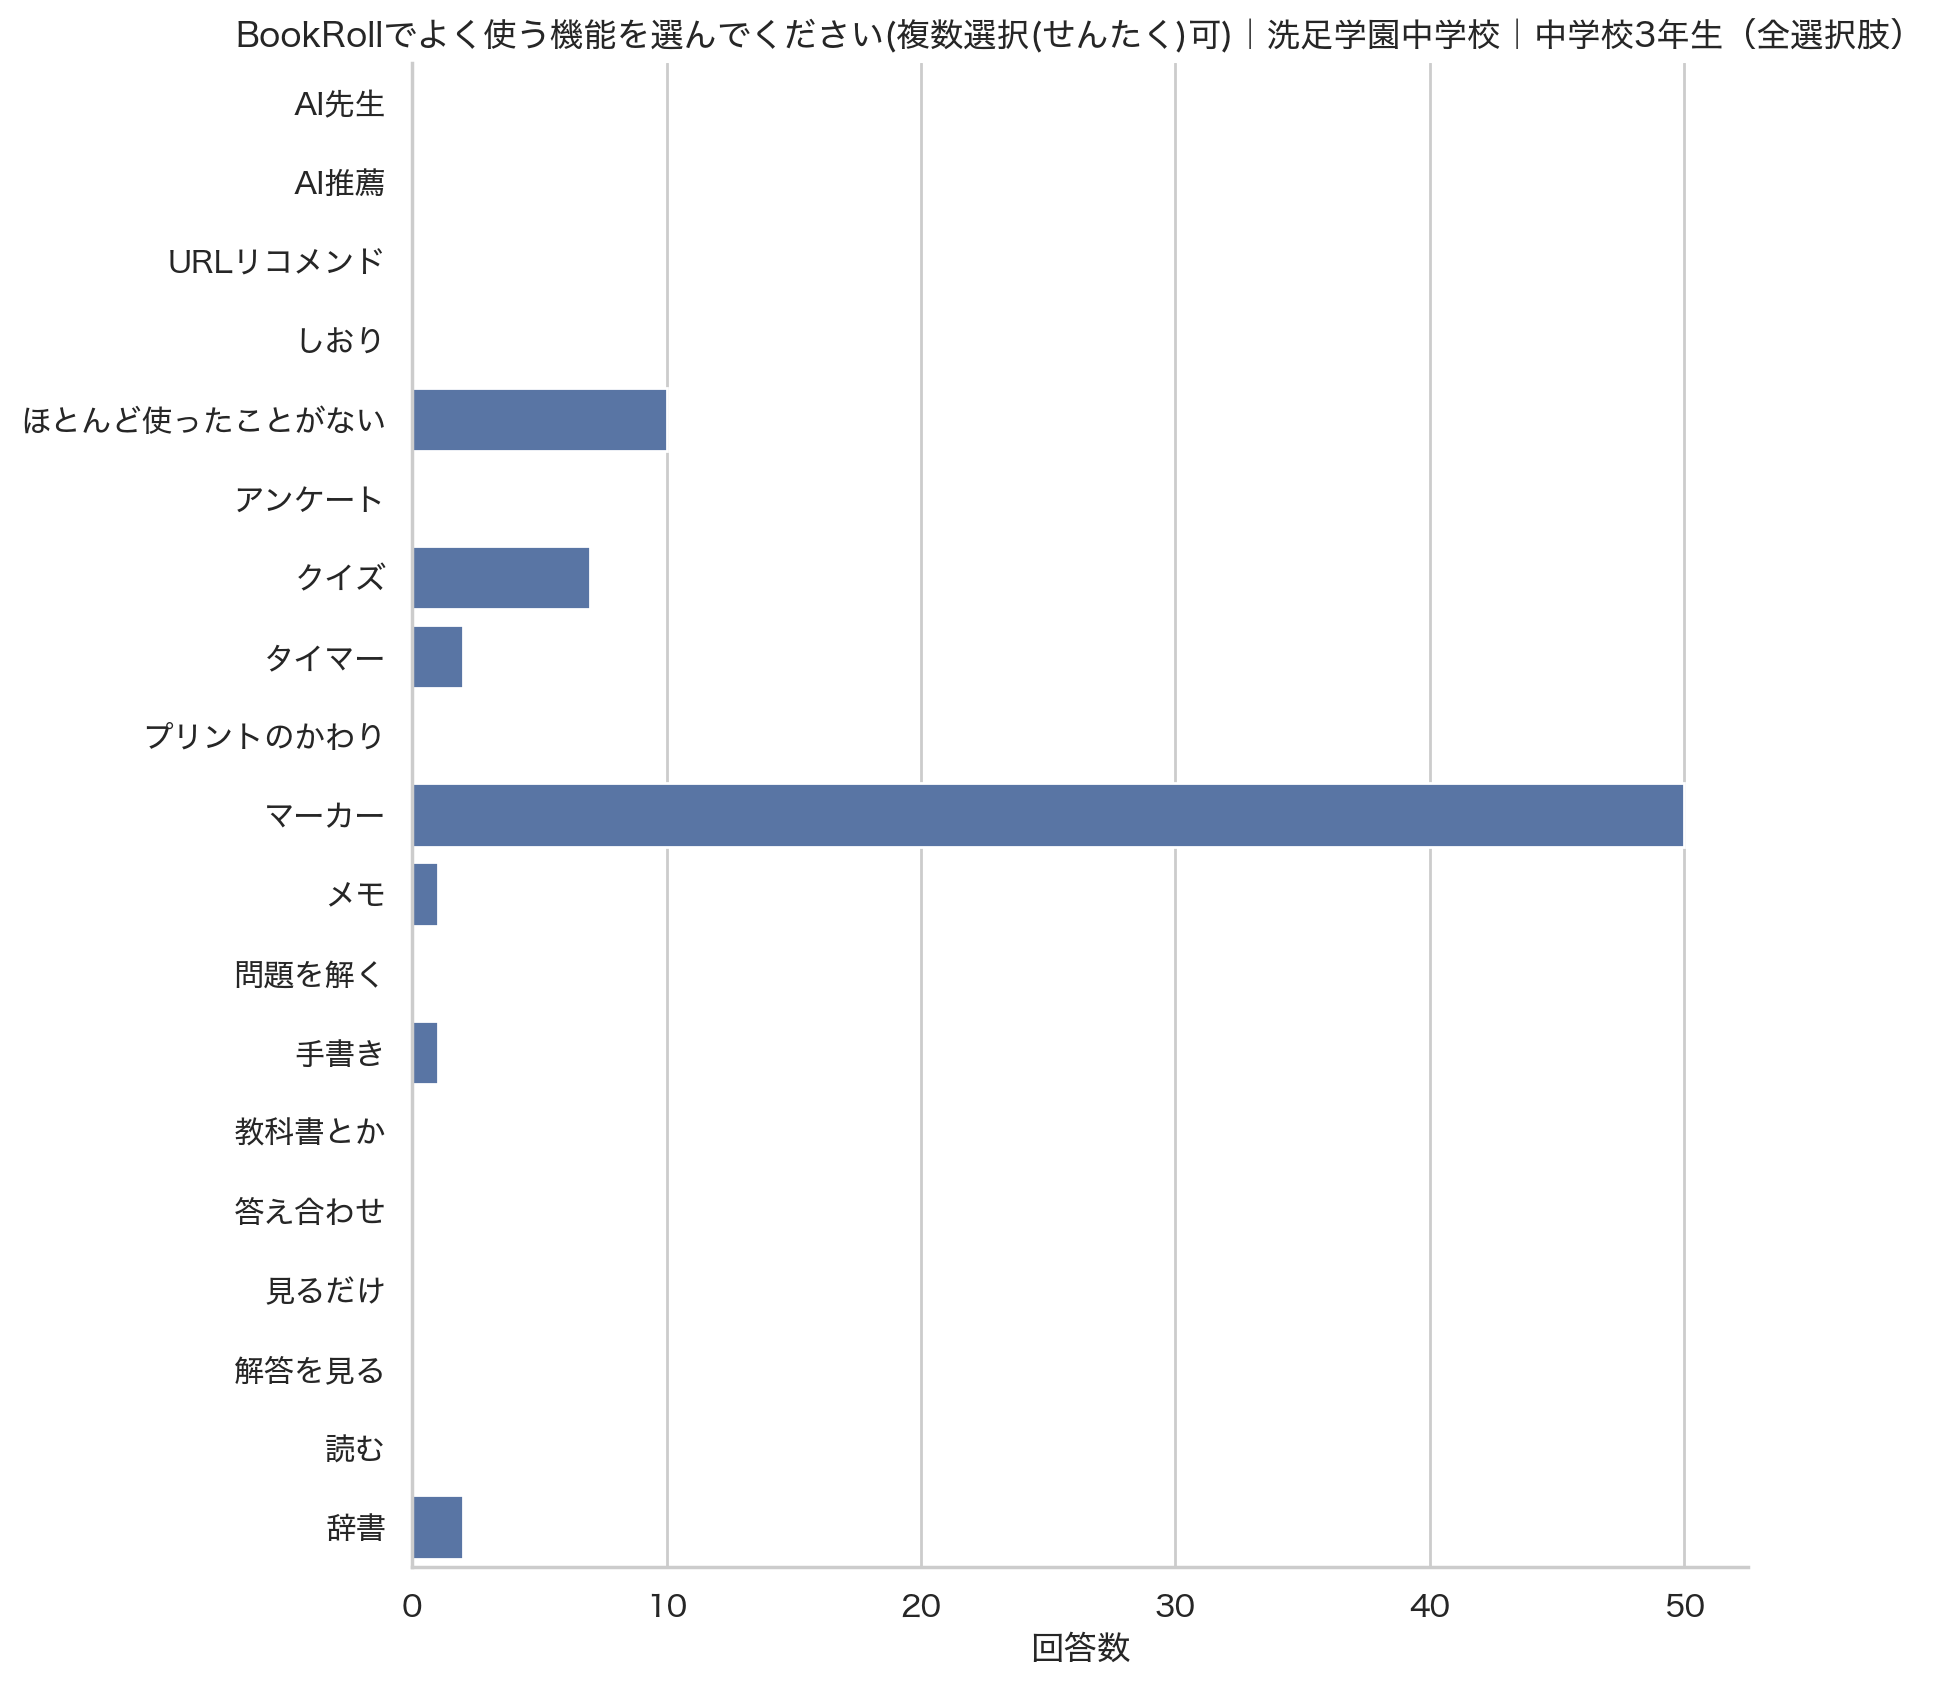 BookRollでよく使う機能を選んでください(複数選択(せんたく)可)｜洗足学園中学校｜中学校3年生（全選択肢）
AI先生
AI推薦
URLリコメンド
しおり
ほとんど使ったことがない
アンケート
クイズ
タイマー
プリントのかわり
マーカー
メモ
問題を解く
手書き
教科書とか
答え合わせ
見るだけ
解答を見る
読む
辞書
0 10 20 30 40 50
回答数